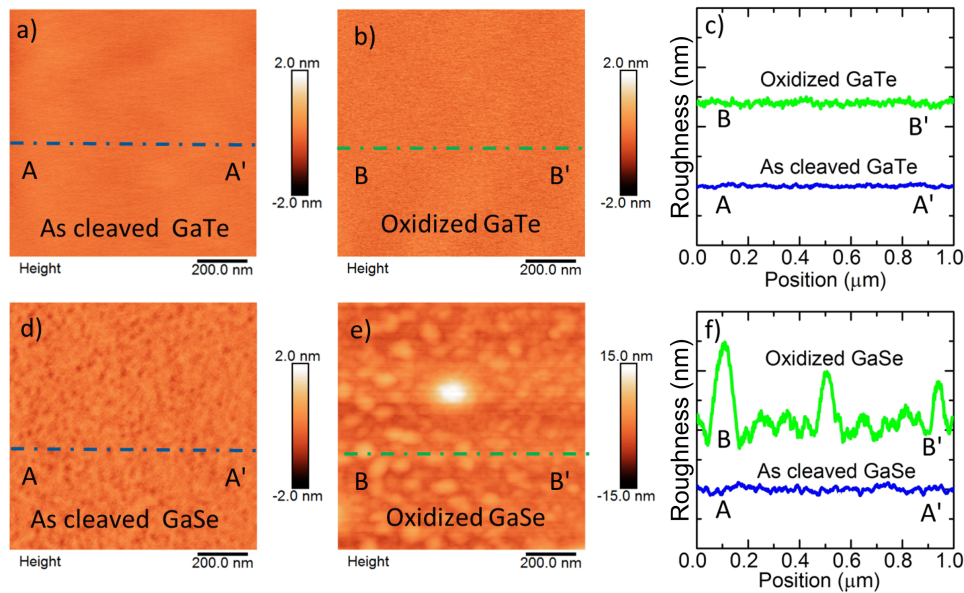 a)
A
A'
As cleaved GaTe
Height
200.0 nm
2.0 nm
-2.0 nm
b)
B
B'
Oxidized GaTe
Height
200.0 nm
2.0 nm
-2.0 nm
c)
Roughness (nm)
Oxidized GaTe
B
B'
As cleaved GaTe
A
A'
0.0 0.2 0.4 0.6 0.8 1.0
Position (μm)
d)
A
A'
As cleaved GaSe
Height
200.0 nm
2.0 nm
-2.0 nm
e)
B
B'
Oxidized GaSe
Height
200.0 nm
15.0 nm
-15.0 nm
f)
Roughness (nm)
Oxidized GaSe
B
B'
As cleaved GaSe
A
A'
0.0 0.2 0.4 0.6 0.8 1.0
Position (μm)